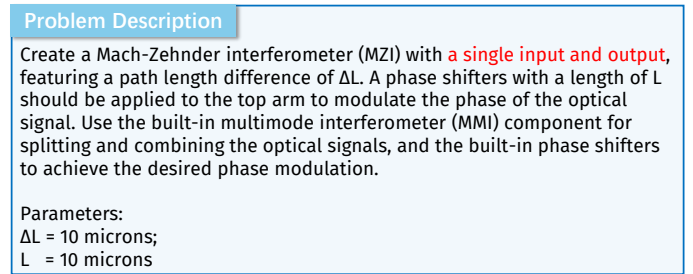 Problem Description
Create a Mach-Zehnder interferometer (MZI) with a single input and output,
featuring a path length difference of ΔL. A phase shifters with a length of L
should be applied to the top arm to modulate the phase of the optical
signal. Use the built-in multimode interferometer (MMI) component for
splitting and combining the optical signals, and the built-in phase shifters
to achieve the desired phase modulation.
Parameters:
ΔL = 10 microns;
L = 10 microns